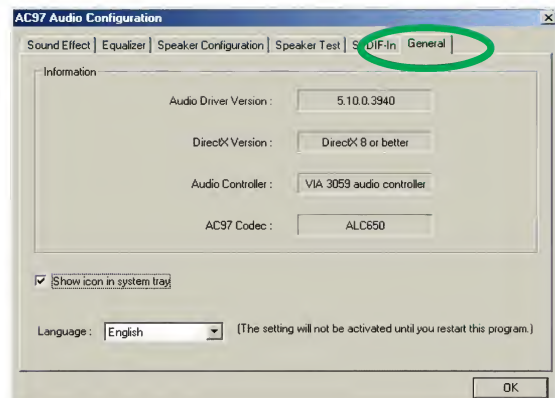 AC97 Audio Configuration
Sound Effect Equalizer Speaker Configuration Speaker Test S/PDIF-In General
Information
Audio Driver Version : 5.10.0.3940
DirectX Version : DirectX 8 or better
Audio Controller : VIA 3059 audio controller
AC97 Codec : ALC650
Show icon in system tray
Language : English (The setting will not be activated until you restart this program.)
OK